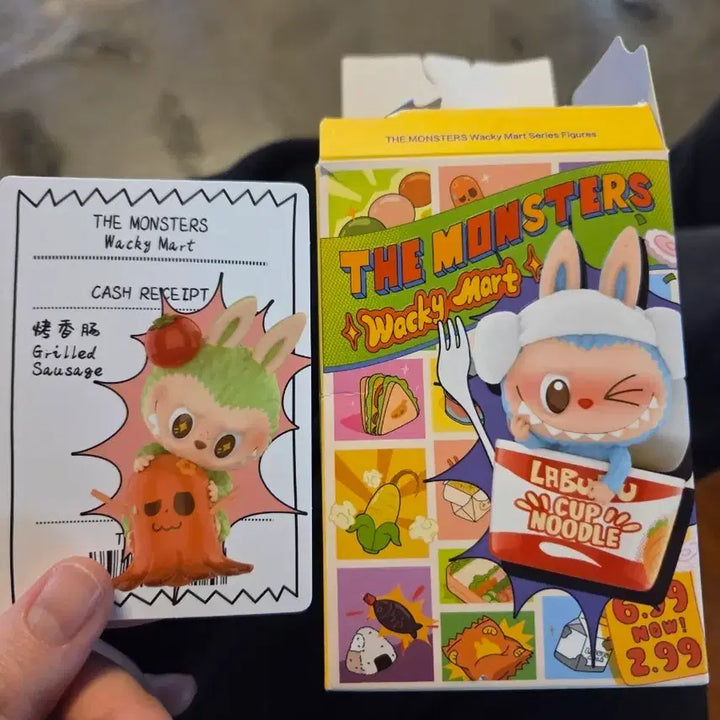 THE MONSTERS
Wacky Mart
CASH RECEIPT
烤香肠
Grilled
Sausage
T
THE MONSTERS Wacky Mart Series Figures
THE MONSTERS
Wacky Mart
LABUBU
CUP
NOODLE
6.99
NOW!
2.99